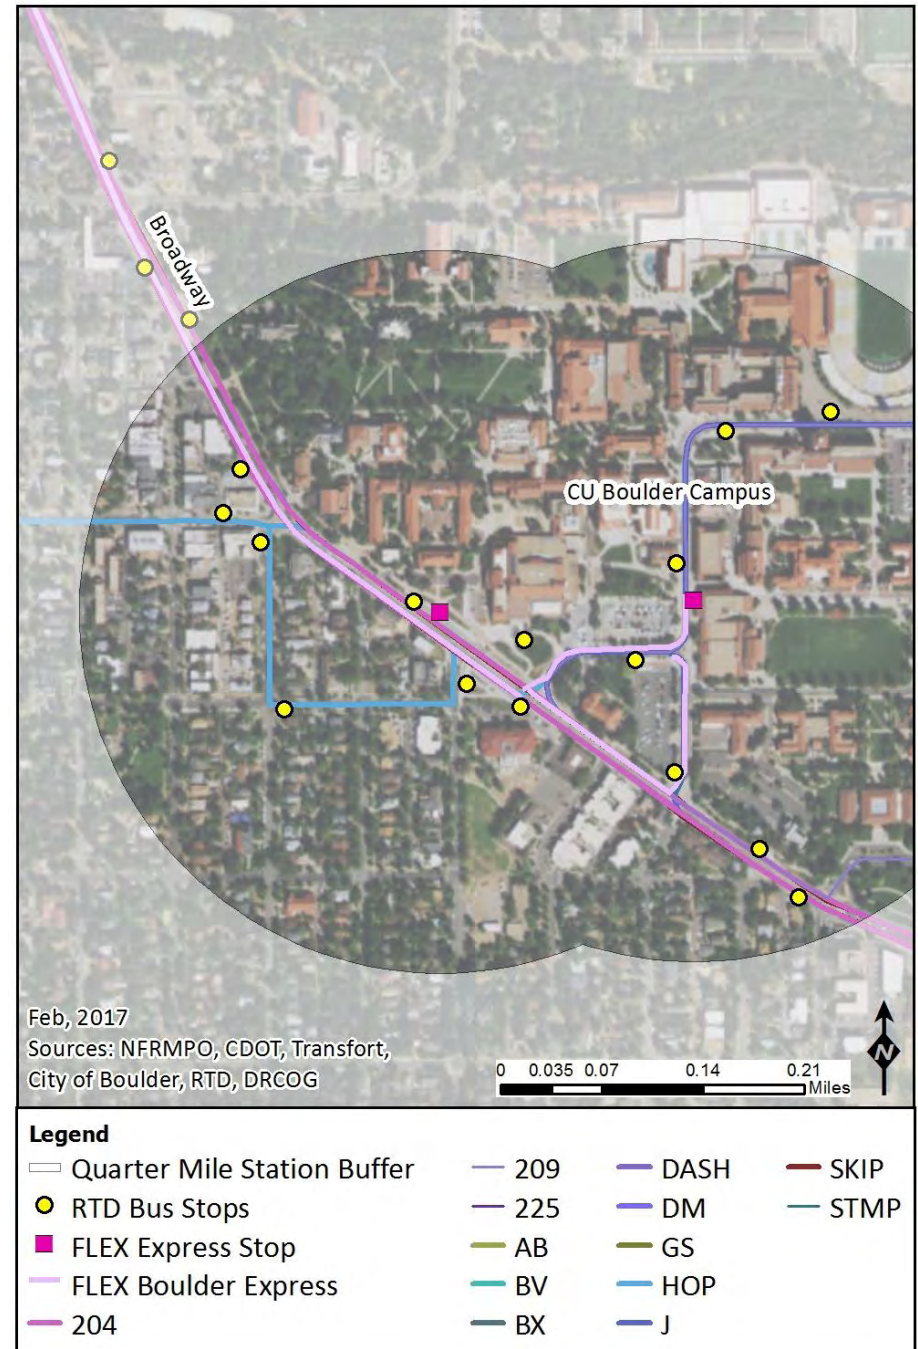 Broadway
CU Boulder Campus
Feb, 2017
Sources: NFRMPO, CDOT, Transfort,
City of Boulder, RTD, DRCOG
0 0.035 0.07 0.14 0.21
Miles
N
Legend
Quarter Mile Station Buffer
RTD Bus Stops
FLEX Express Stop
FLEX Boulder Express
204
209
225
AB
BV
BX
DASH
DM
GS
HOP
J
SKIP
STMP